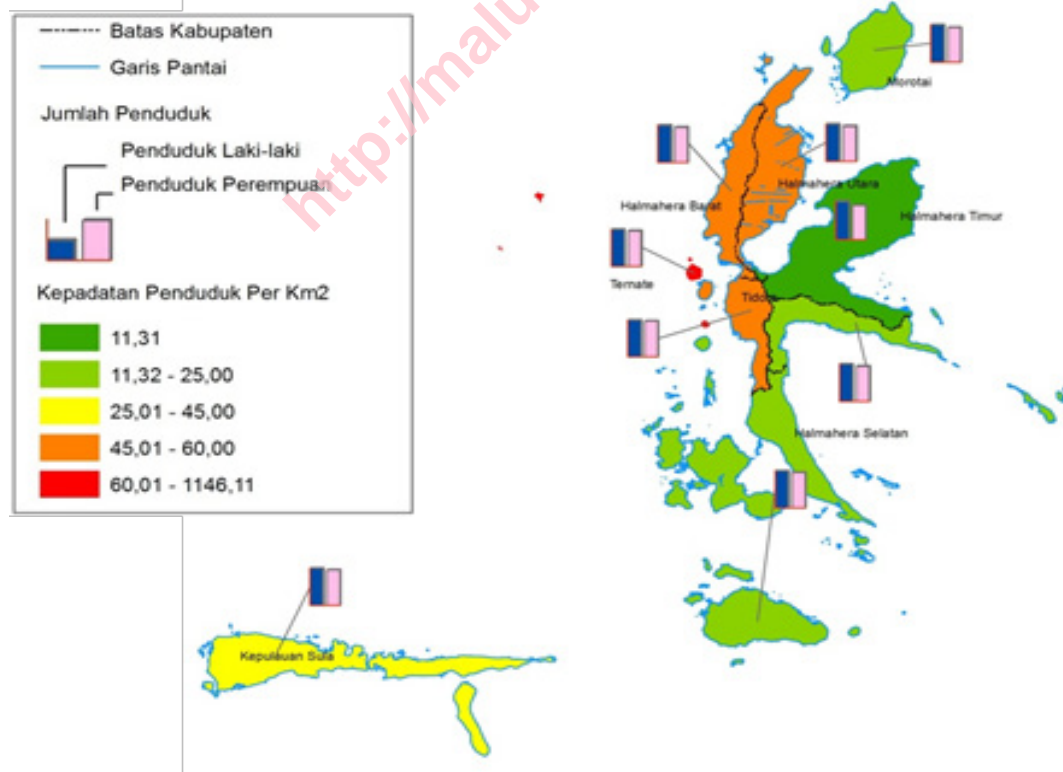 Batas Kabupaten
Garis Pantai
Jumlah Penduduk
Penduduk Laki-laki
Penduduk Perempuan
Kepadatan Penduduk Per Km2
11,31
11,32 - 25,00
25,01 - 45,00
45,01 - 60,00
60,01 - 1146,11
http://malu
Morotai
Halmahera Utara
Halmahera Barat
Halmahera Timur
Ternate
Tidore
Halmahera Selatan
Kepulauan Sula